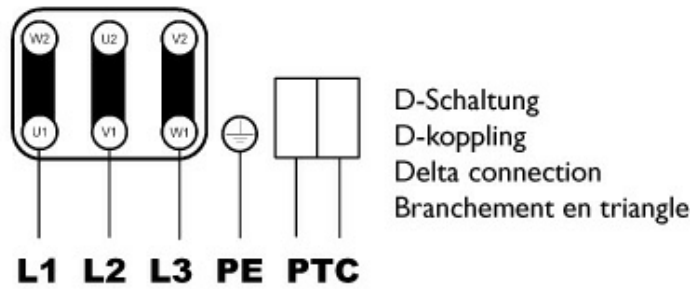 W2 U2 V2
U1 V1 W1
D-Schaltung
D-koppling
Delta connection
Branchement en triangle
L1 L2 L3 PE PTC